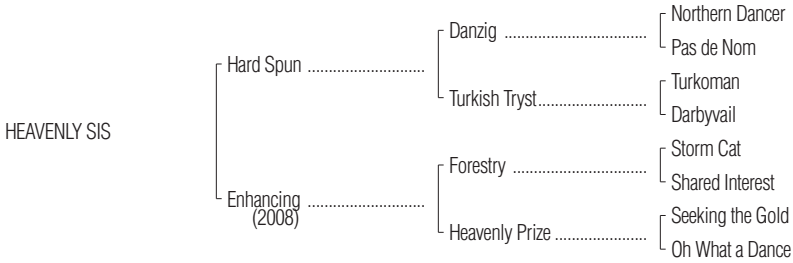 Northern Dancer
Danzig ....................................
Pas de Nom
Hard Spun .............................
Turkoman
Turkish Tryst...........................
Darbyvail
HEAVENLY SIS
Storm Cat
Forestry ..................................
Shared Interest
Enhancing .............................
(2008)
Seeking the Gold
Heavenly Prize .......................
Oh What a Dance